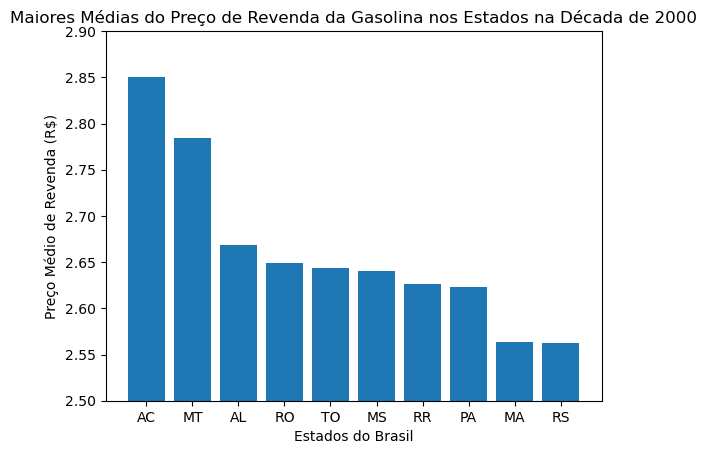 Maiores Médias do Preço de Revenda da Gasolina nos Estados na Década de 2000
Preço Médio de Revenda (R$)
2.90
2.85
2.80
2.75
2.70
2.65
2.60
2.55
2.50
AC MT AL RO TO MS RR PA MA RS
Estados do Brasil